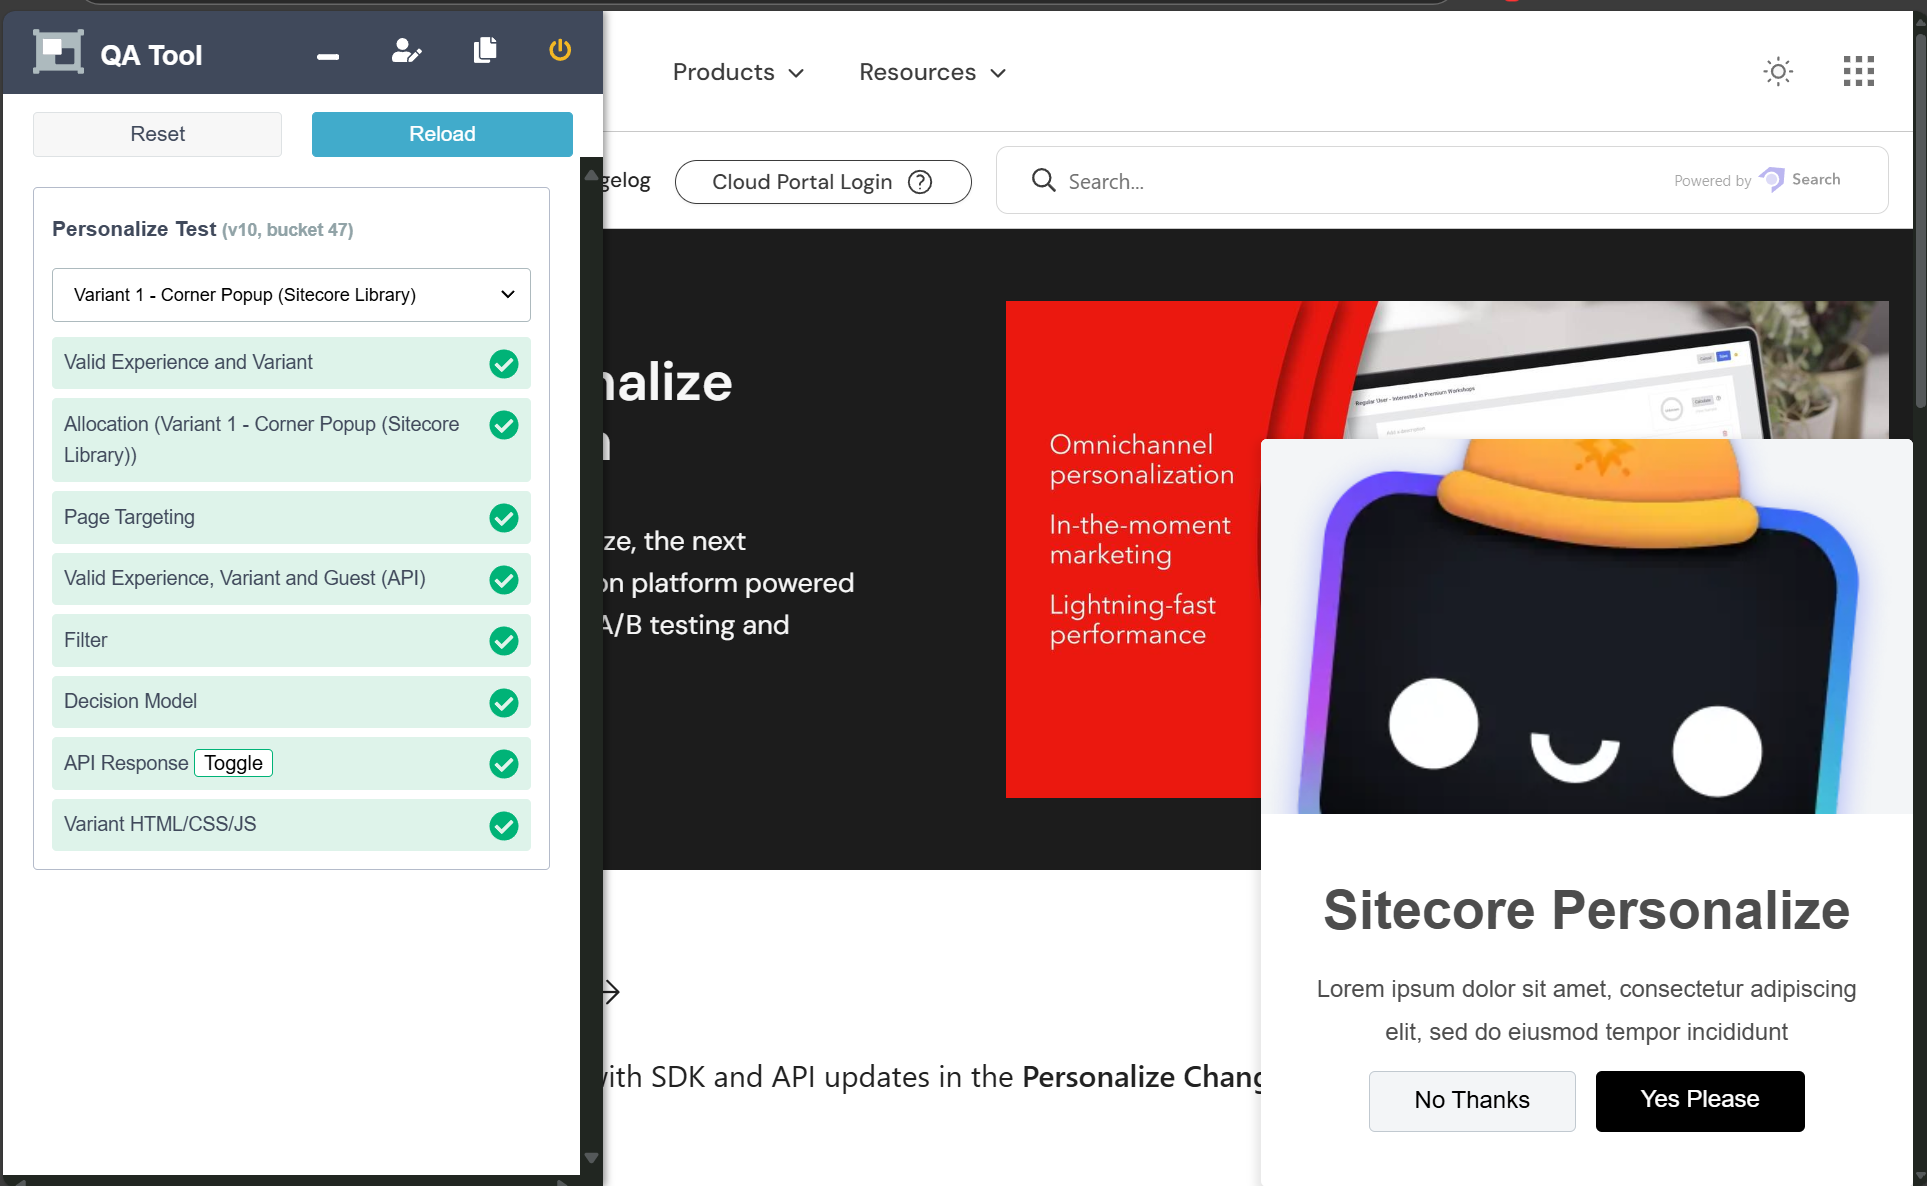 QA Tool
Reset
Reload
Personalize Test (v10, bucket 47)
Variant 1 - Corner Popup (Sitecore Library)
Valid Experience and Variant
Allocation (Variant 1 - Corner Popup (Sitecore
Library))
Page Targeting
Valid Experience, Variant and Guest (API)
Filter
Decision Model
API Response Toggle
Variant HTML/CSS/JS
Products
Resources
gelog
Cloud Portal Login
Search...
Powered by Search
nalize
ze, the next
on platform powered
A/B testing and
Omnichannel
personalization
In-the-moment
marketing
Lightning-fast
performance
Regular User - Interested in Premium Workshops
Sitecore Personalize
Lorem ipsum dolor sit amet, consectetur adipiscing
elit, sed do eiusmod tempor incididunt
No Thanks
Yes Please
with SDK and API updates in the Personalize Chang